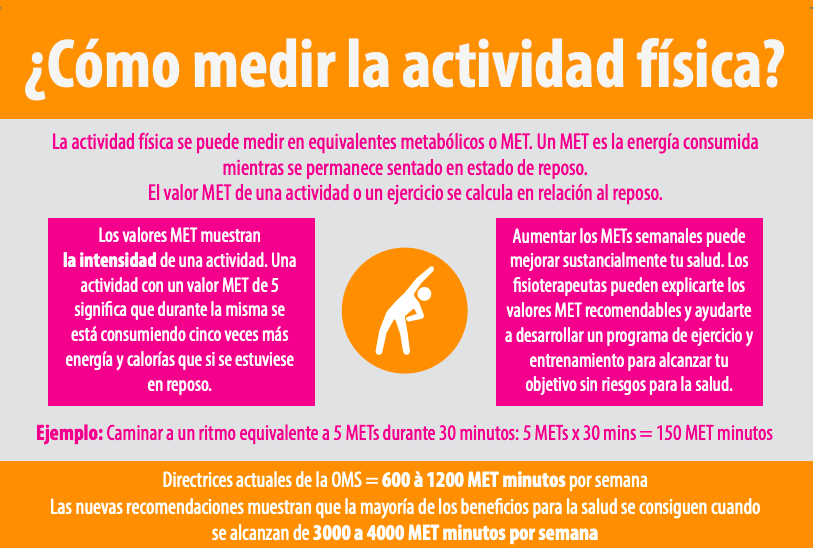 ¿Cómo medir la actividad física?
La actividad física se puede medir en equivalentes metabólicos o MET. Un MET es la energía consumida
mientras se permanece sentado en estado de reposo.
El valor MET de una actividad o un ejercicio se calcula en relación al reposo.
Los valores MET muestran
la intensidad de una actividad. Una
actividad con un valor MET de 5
significa que durante la misma se
está consumiendo cinco veces más
energía y calorías que si se estuviese
en reposo.
Aumentar los METs semanales puede
mejorar sustancialmente tu salud. Los
fisioterapeutas pueden explicarte los
valores MET recomendables y ayudarte
a desarrollar un programa de ejercicio y
entrenamiento para alcanzar tu
objetivo sin riesgos para la salud.
Ejemplo: Caminar a un ritmo equivalente a 5 METs durante 30 minutos: 5 METs x 30 mins = 150 MET minutos
Directrices actuales de la OMS = 600 à 1200 MET minutos por semana
Las nuevas recomendaciones muestran que la mayoría de los beneficios para la salud se consiguen cuando
se alcanzan de 3000 a 4000 MET minutos por semana